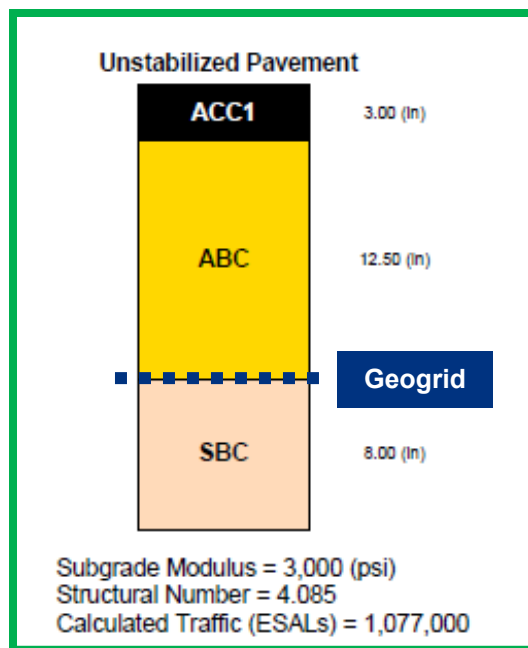 Unstabilized Pavement
ACC1
3.00 (in)
ABC
12.50 (in)
Geogrid
SBC
8.00 (in)
Subgrade Modulus = 3,000 (psi)
Structural Number = 4.085
Calculated Traffic (ESALs) = 1,077,000